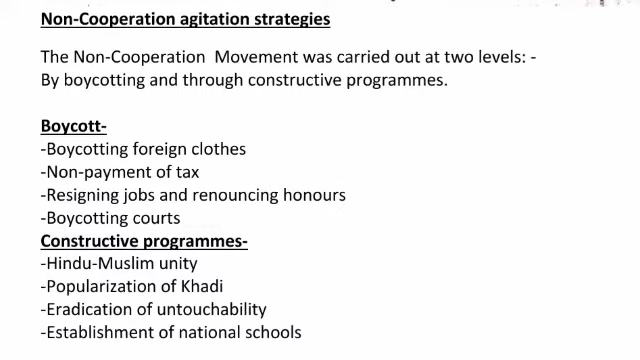 Non-Cooperation agitation strategies
The Non-Cooperation  Movement was carried out at two levels: -
By boycotting and through constructive programmes.
Boycott-
-Boycotting foreign clothes
-Non-payment of tax
-Resigning jobs and renouncing honours
-Boycotting courts
Constructive programmes-
-Hindu-Muslim unity
-Popularization of Khadi
-Eradication of untouchability
-Establishment of national schools